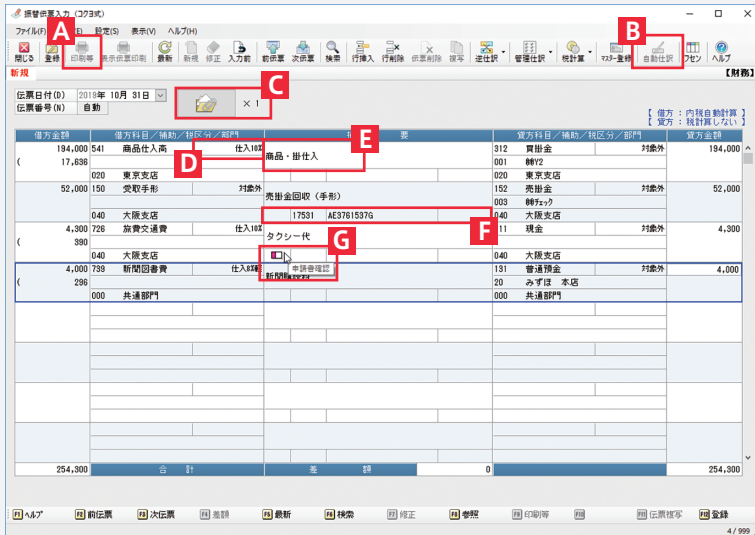 振替伝票入力 (コクヨ式)
ファイル(F) 設定(S) 表示(V) ヘルプ(H)
A
B
閉じる 登録 印刷等 表示伝票印刷 最新 新規 修正 入力前 前伝票 次伝票 検索 行挿入 行削除 伝票削除 複写 逆仕訳 管理仕訳 税計算 マスター登録 自動仕訳 フセン ヘルプ
新規
【財務】
伝票日付(D) 2019年 10月 31日
伝票番号(N) 自動
× 1
C
【 借方 : 内税自動計算 】
【 貸方 : 税計算しない 】
借方金額 借方科目/補助/税区分/部門 要 貸方科目/補助/税区分/部門 貸方金額
D
E
194,000 541 商品仕入高 仕入10% 商品・掛仕入 312 買掛金 対象外 194,000
( 17,636 001 ㈱Y2
020 東京支店 020 東京支店
52,000 150 受取手形 対象外 売掛金回収 (手形) 152 売掛金 対象外 52,000
003 ㈱チェック
040 大阪支店 17531 AE3761537G 040 大阪支店
F
4,300 726 旅費交通費 仕入10% タクシー代 11 現金 対象外 4,300
G
( 390
040 大阪支店 040 大阪支店
申請書確認
4,000 739 新聞図書費 仕入8%軽 131 普通預金 対象外 4,000
( 296 20 みずほ 本店
000 共通部門 000 共通部門
254,300 合 計 差 額 0 254,300
F1 ヘルプ F2 前伝票 F3 次伝票 F4 差額 F5 最新 F6 検索 F7 修正 F8 参照 F9 印刷等 F10 F11 伝票複写 F12 登録
4 / 999